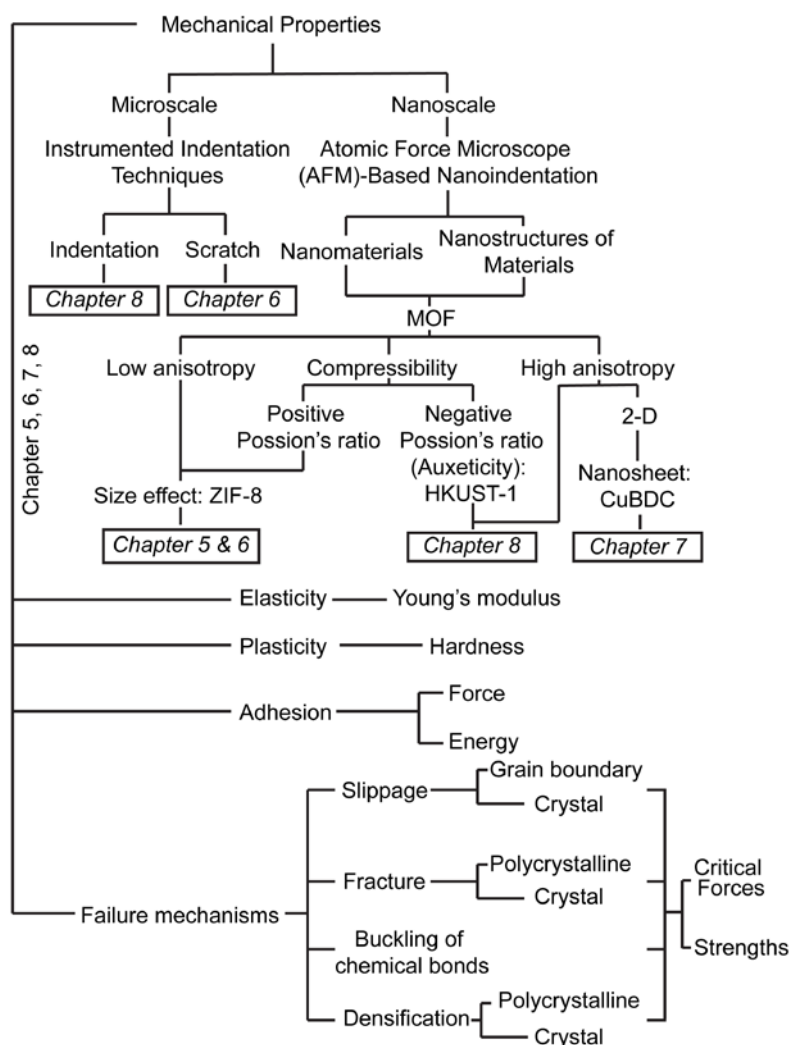 Mechanical Properties
Microscale
Nanoscale
Instrumented Indentation
Techniques
Atomic Force Microscope
(AFM)-Based Nanoindentation
Indentation
Scratch
Nanomaterials
Nanostructures of
Materials
Chapter 8
Chapter 6
MOF
Chapter 5, 6, 7, 8
Low anisotropy
Compressibility
High anisotropy
Positive
Possion's ratio
Negative
Possion's ratio
(Auxeticity):
HKUST-1
2-D
Nanosheet:
CuBDC
Size effect: ZIF-8
Chapter 5 & 6
Chapter 8
Chapter 7
Elasticity
Young's modulus
Plasticity
Hardness
Adhesion
Force
Energy
Failure mechanisms
Slippage
Grain boundary
Crystal
Fracture
Polycrystalline
Crystal
Buckling of
chemical bonds
Densification
Polycrystalline
Crystal
Critical
Forces
Strengths